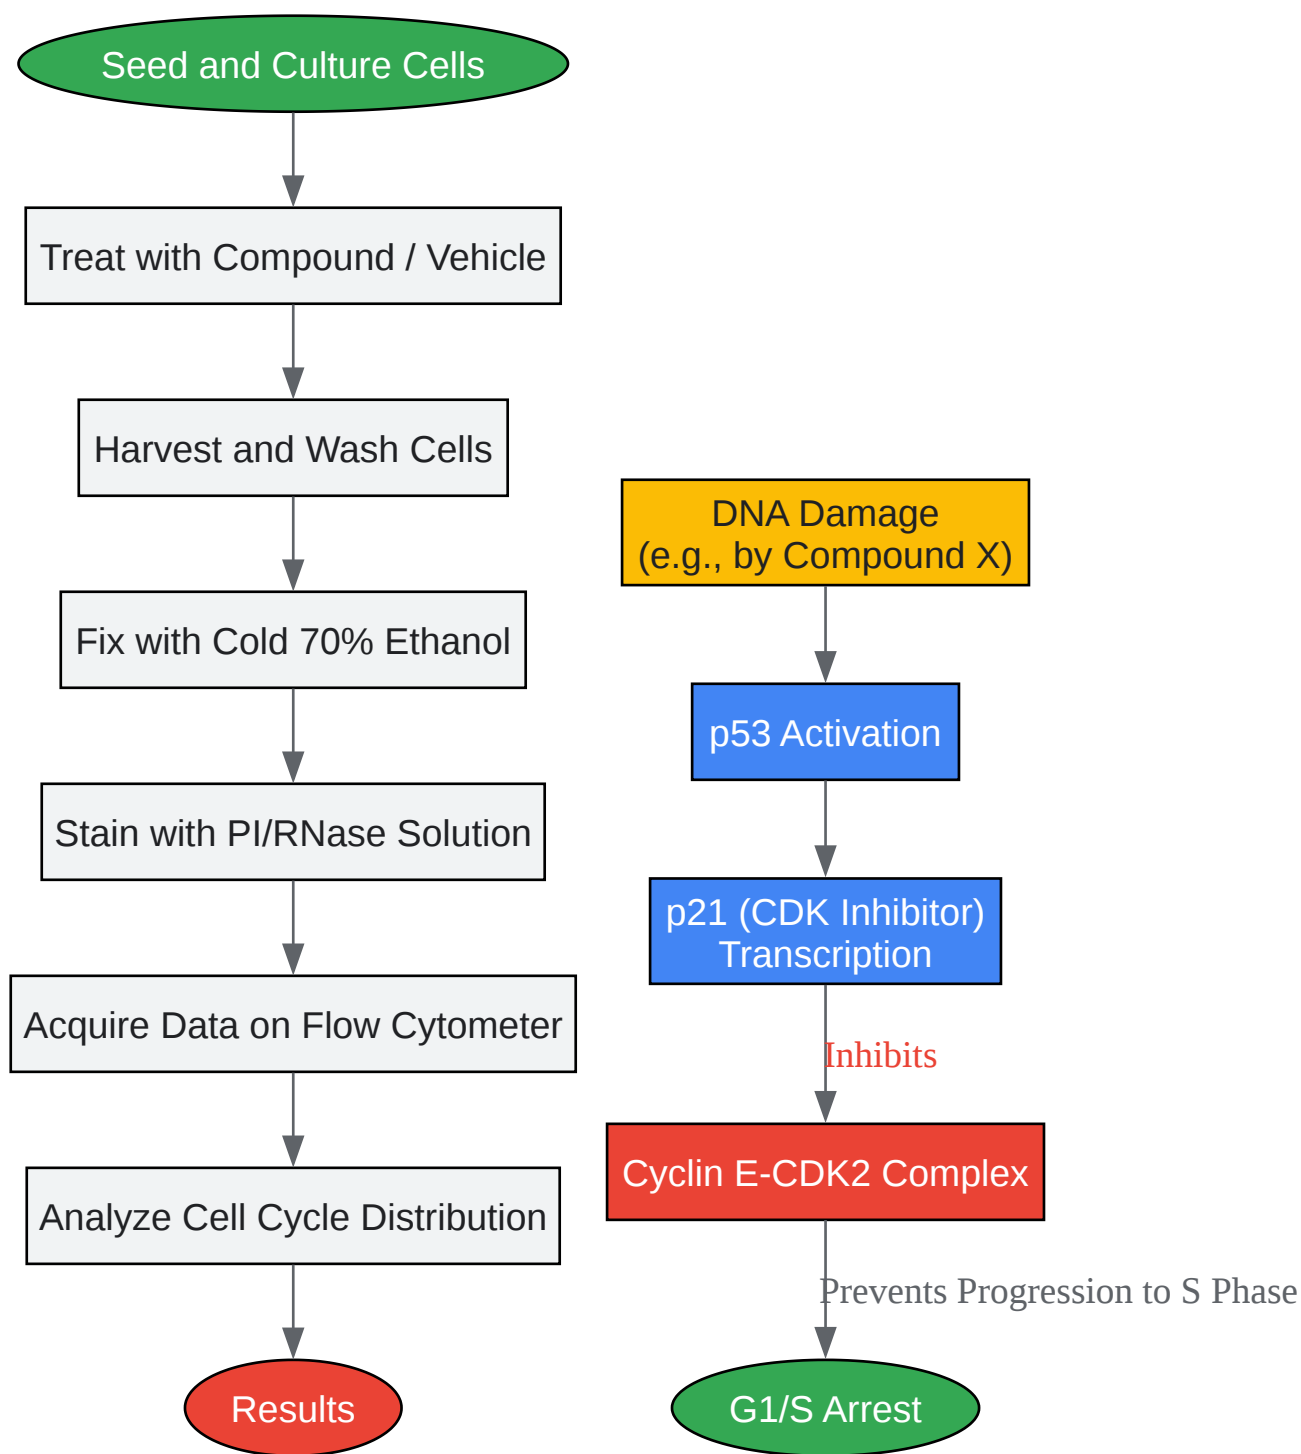 Seed and Culture Cells
Treat with Compound / Vehicle
Harvest and Wash Cells
Fix with Cold 70% Ethanol
Stain with PI/RNase Solution
Acquire Data on Flow Cytometer
Analyze Cell Cycle Distribution
Results
DNA Damage
(e.g., by Compound X)
p53 Activation
p21 (CDK Inhibitor)
Transcription
Inhibits
Cyclin E-CDK2 Complex
Prevents Progression to S Phase
G1/S Arrest